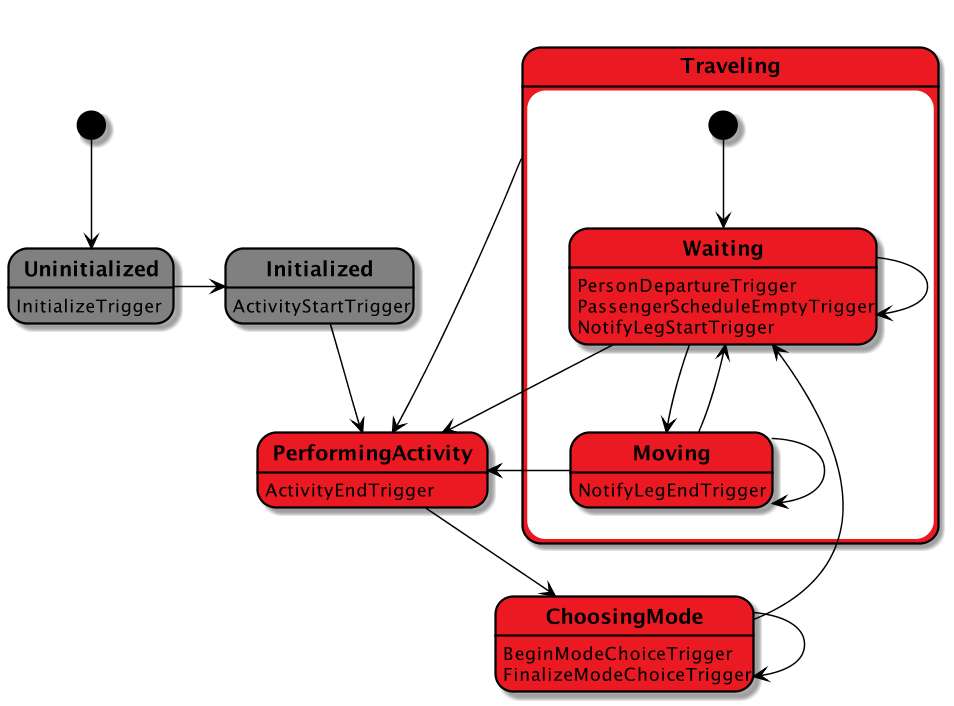 Traveling
Waiting
PersonDepartureTrigger
PassengerScheduleEmptyTrigger
NotifyLegStartTrigger
Uninitialized
InitializeTrigger
Initialized
ActivityStartTrigger
PerformingActivity
ActivityEndTrigger
Moving
NotifyLegEndTrigger
ChoosingMode
BeginModeChoiceTrigger
FinalizeModeChoiceTrigger